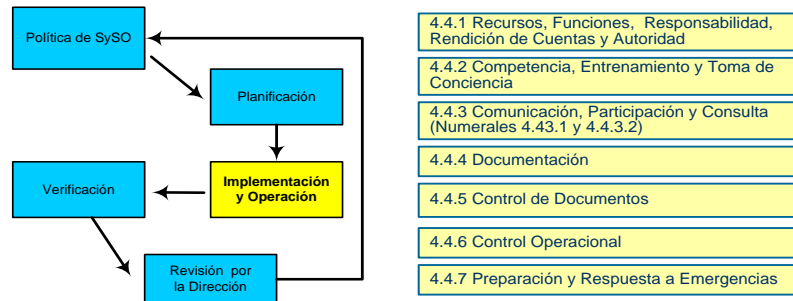 Política de SySO
Planificación
Implementación
y Operación
Verificación
Revisión por
la Dirección
4.4.1 Recursos, Funciones, Responsabilidad,
Rendición de Cuentas y Autoridad
4.4.2 Competencia, Entrenamiento y Toma de
Conciencia
4.4.3 Comunicación, Participación y Consulta
(Numerales 4.43.1 y 4.4.3.2)
4.4.4 Documentación
4.4.5 Control de Documentos
4.4.6 Control Operacional
4.4.7 Preparación y Respuesta a Emergencias